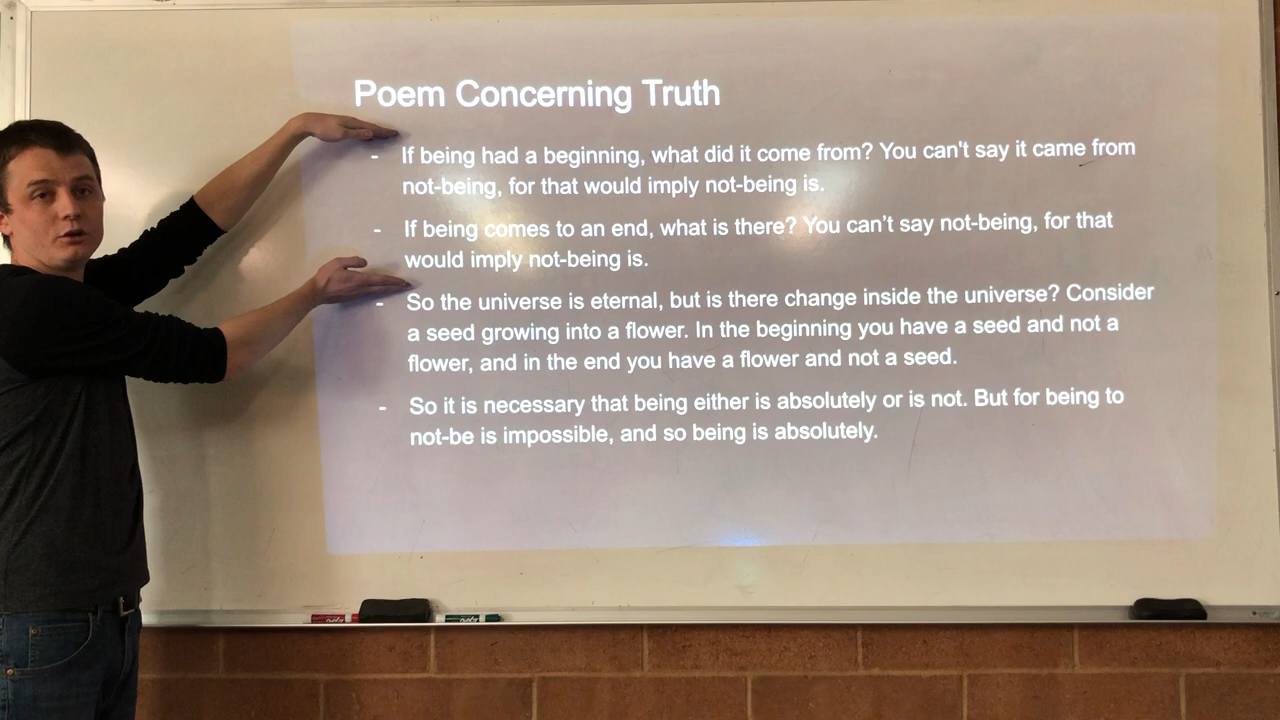 Poem Concerning Truth
- If being had a beginning, what did it come from? You can't say it came from
not-being, for that would imply not-being is.
- If being comes to an end, what is there? You can’t say not-being, for that
would imply not-being is.
- So the universe is eternal, but is there change inside the universe? Consider
a seed growing into a flower. In the beginning you have a seed and not a
flower, and in the end you have a flower and not a seed.
- So it is necessary that being either is absolutely or is not. But for being to
not-be is impossible, and so being is absolutely.